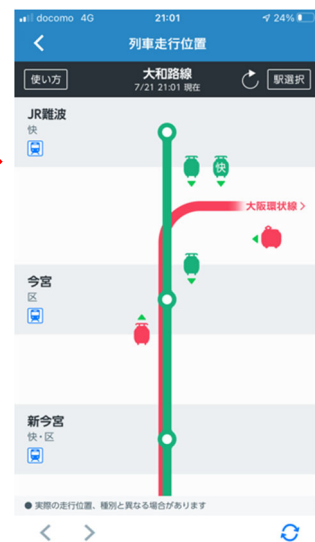 docomo 4G 21:01 24%
列車走行位置
使い方 大和路線 駅選択
7/21 21:01 現在
JR難波
快
快
大阪環状線
今宮
区
新今宮
快・区
● 実際の走行位置、種別と異なる場合があります